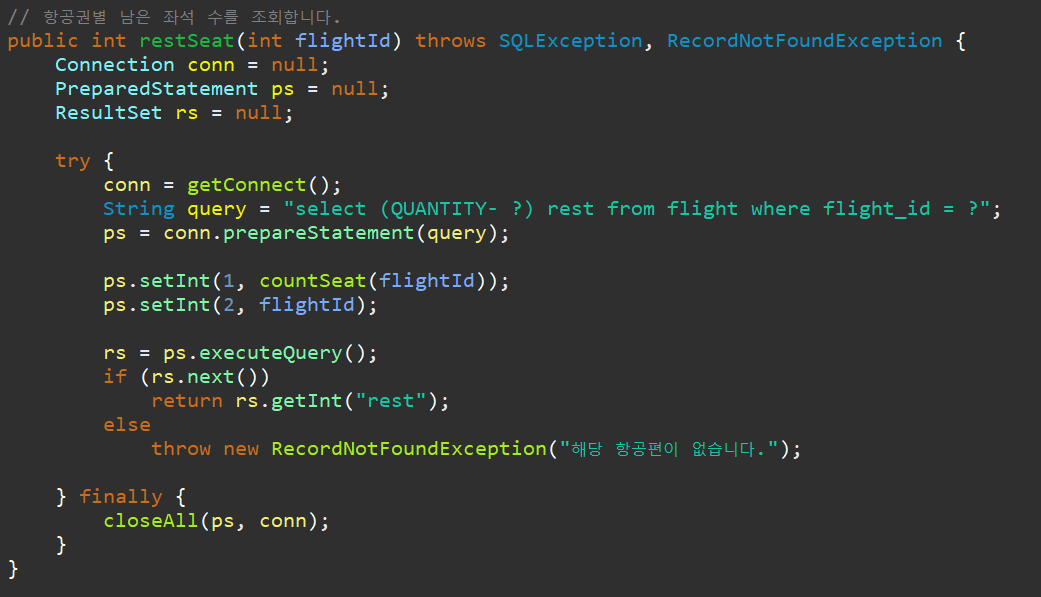 // 항공권별 남은 좌석 수를 조회합니다.
public int restSeat(int flightId) throws SQLException, RecordNotFoundException {
    Connection conn = null;
    PreparedStatement ps = null;
    ResultSet rs = null;

    try {
        conn = getConnect();
        String query = "select (QUANTITY- ?) rest from flight where flight_id = ?";
        ps = conn.prepareStatement(query);

        ps.setInt(1, countSeat(flightId));
        ps.setInt(2, flightId);

        rs = ps.executeQuery();
        if (rs.next())
            return rs.getInt("rest");
        else
            throw new RecordNotFoundException("해당 항공편이 없습니다.");

    } finally {
        closeAll(ps, conn);
    }
}